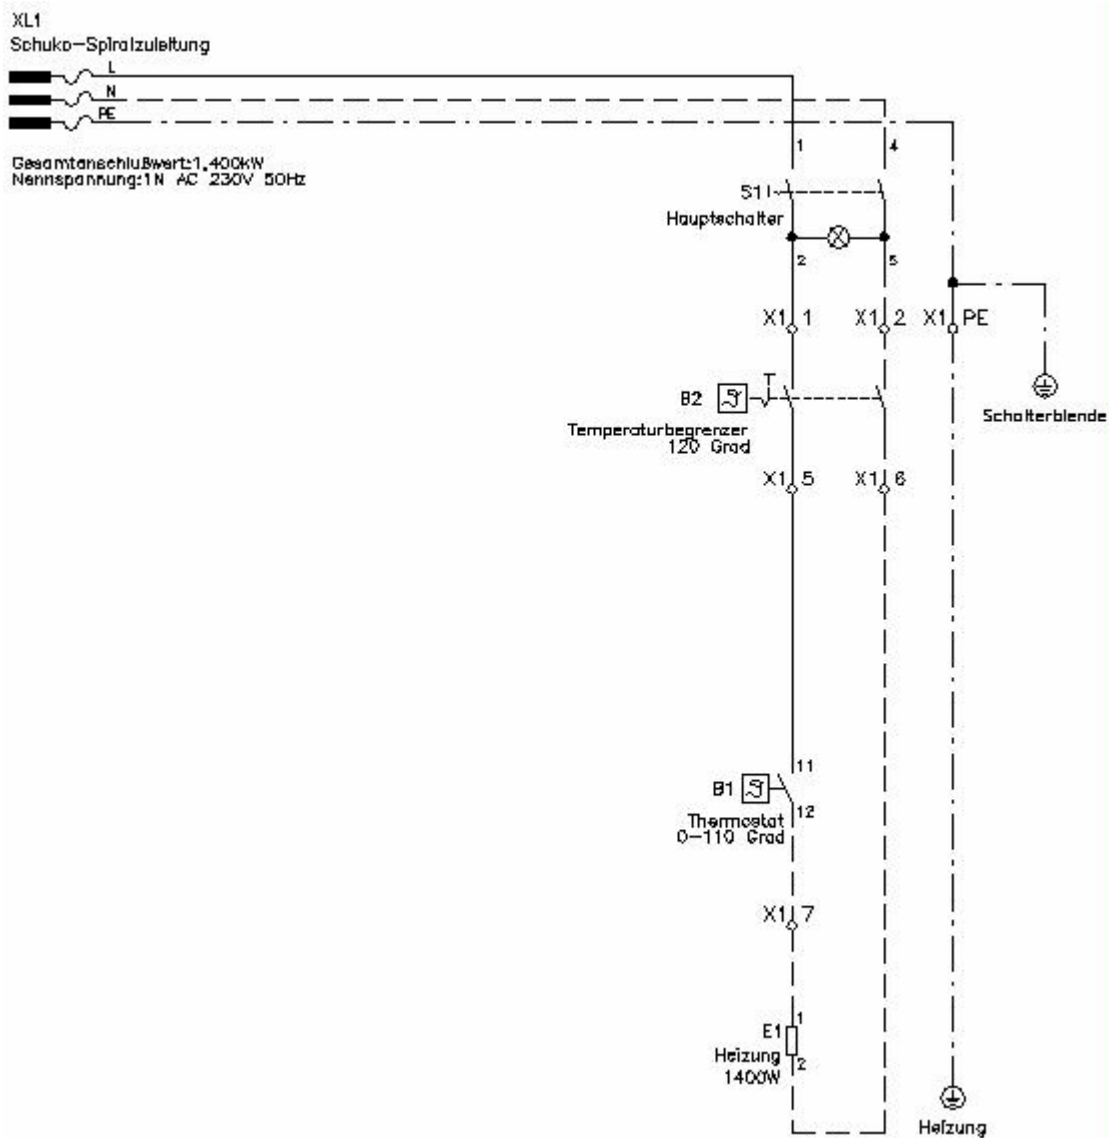 XL1
Schuko-Spiralzuleitung
L
N
PE
Gesamtanschlußwert:1,400kW
Nennspannung:1N AC 230V 50Hz
1
4
S1
Hauptschalter
2
5
X1 1
X1 2
X1 PE
B2
T
Temperaturbegrenzer
120 Grad
Schalterblende
X1 5
X1 6
11
B1
12
Thermostat
0-110 Grad
X1 7
1
E1
Heizung
2
1400W
Heizung